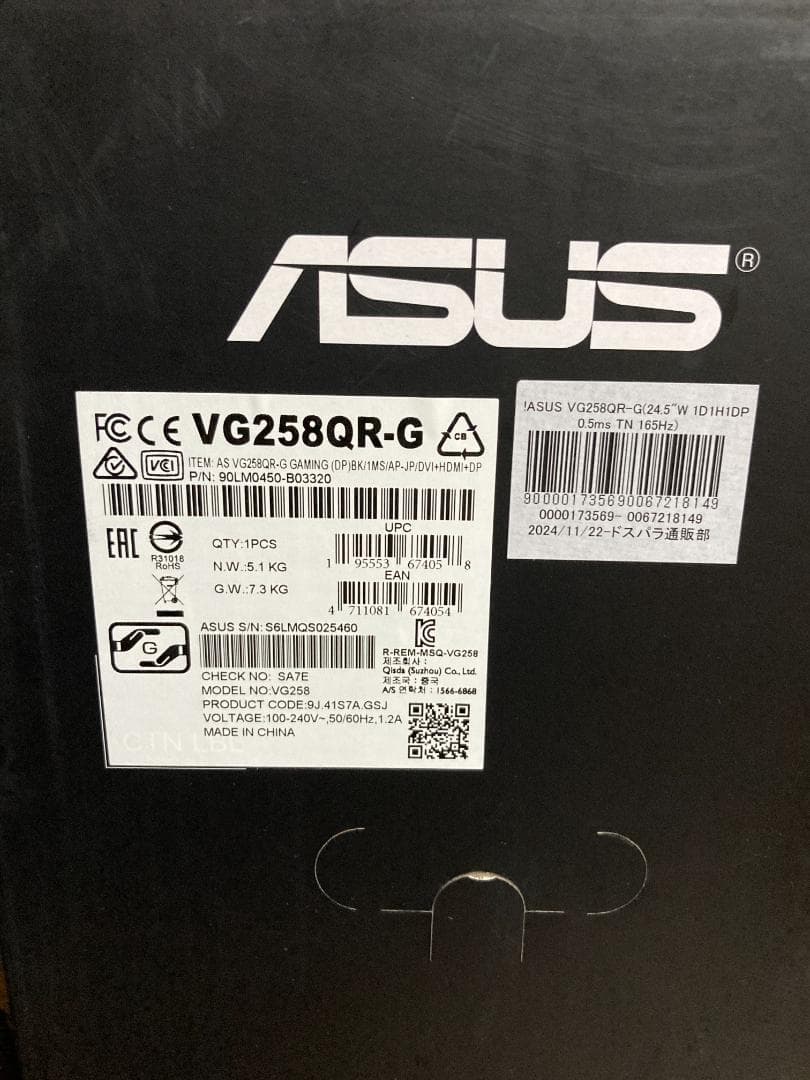 ASUS®
FC CE VG258QR-G CB
VCI
ITEM: AS VG258QR-G GAMING (DP)BK/1MS/AP-JP/DVI+HDMI+DP
P/N: 90LM0450-B03320
EAC
R31018
RoHS
QTY:1PCS
N.W.:5.1 KG
G.W.:7.3 KG
UPC
1 95553 67405 8
EAN
4 711081 674054
G
ASUS S/N: S6LMQS025460
CHECK NO: SA7E
MODEL NO:VG258
PRODUCT CODE:9J.41S7A.GSJ
VOLTAGE:100-240V~,50/60Hz,1.2A
MADE IN CHINA
R-REM-MSQ-VG258
제조회사 :
Qisda (Suzhou) Co., Ltd.
제조국 : 중국
A/S 연락처 : 1566-6868
CTN LBL
!ASUS VG258QR-G(24.5"W 1D1H1DP
0.5ms TN 165Hz)
900001735690067218149
0000173569- 0067218149
2024/11/22-ドスパラ通販部